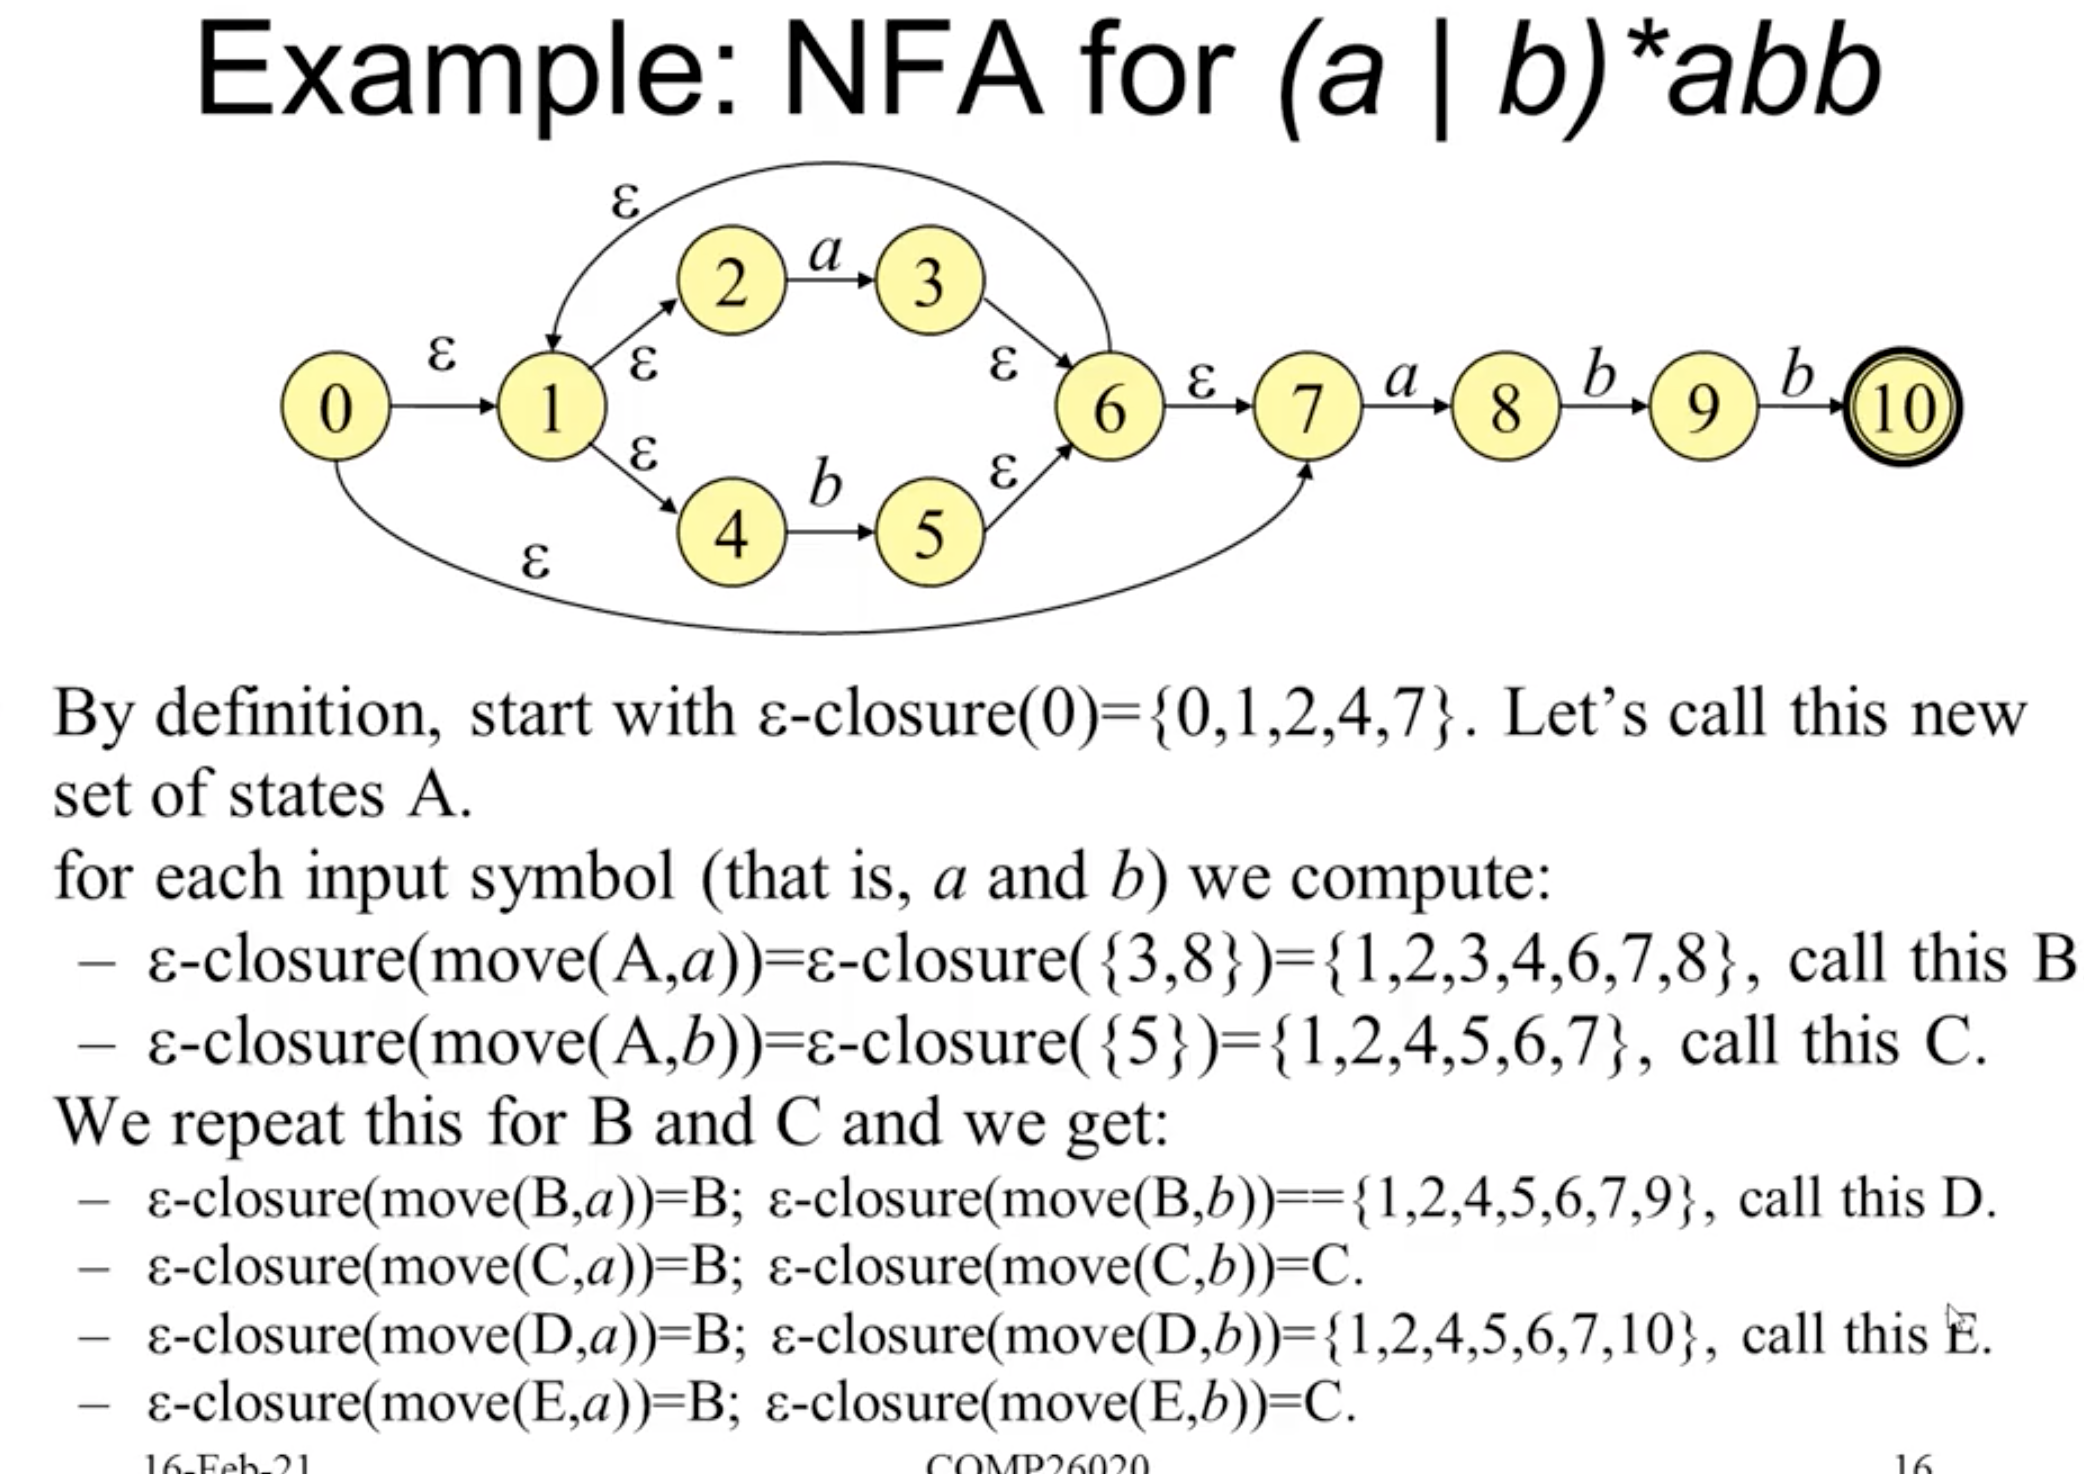 Example: NFA for (a | b)*abb
ε
2 a 3
ε ε ε
0 1 6 ε 7 a 8 b 9 b 10
ε b ε
4 5
ε
By definition, start with ε-closure(0)={0,1,2,4,7}. Let’s call this new
set of states A.
for each input symbol (that is, a and b) we compute:
– ε-closure(move(A,a))=ε-closure({3,8})={1,2,3,4,6,7,8}, call this B
– ε-closure(move(A,b))=ε-closure({5})={1,2,4,5,6,7}, call this C.
We repeat this for B and C and we get:
– ε-closure(move(B,a))=B; ε-closure(move(B,b))=={1,2,4,5,6,7,9}, call this D.
– ε-closure(move(C,a))=B; ε-closure(move(C,b))=C.
– ε-closure(move(D,a))=B; ε-closure(move(D,b))={1,2,4,5,6,7,10}, call this E.
– ε-closure(move(E,a))=B; ε-closure(move(E,b))=C.
16-Feb-21 COMP26020 16